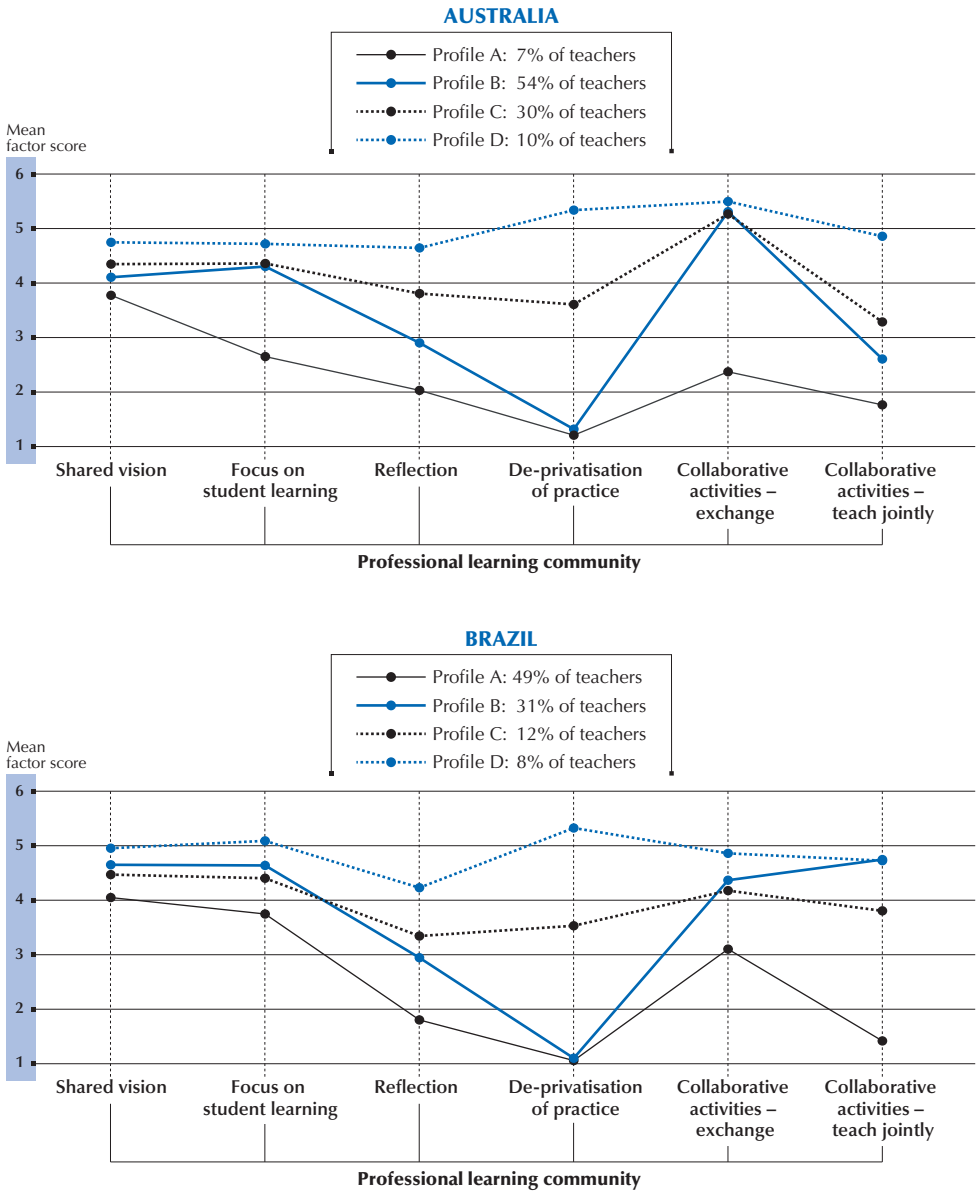 AUSTRALIA
Profile A: 7% of teachers
Profile B: 54% of teachers
Profile C: 30% of teachers
Profile D: 10% of teachers
Mean
factor score
6
5
4
3
2
1
Shared vision
Focus on
student learning
Reflection
De-privatisation
of practice
Collaborative
activities –
exchange
Collaborative
activities –
teach jointly
Professional learning community
BRAZIL
Profile A: 49% of teachers
Profile B: 31% of teachers
Profile C: 12% of teachers
Profile D: 8% of teachers
Mean
factor score
6
5
4
3
2
1
Shared vision
Focus on
student learning
Reflection
De-privatisation
of practice
Collaborative
activities –
exchange
Collaborative
activities –
teach jointly
Professional learning community